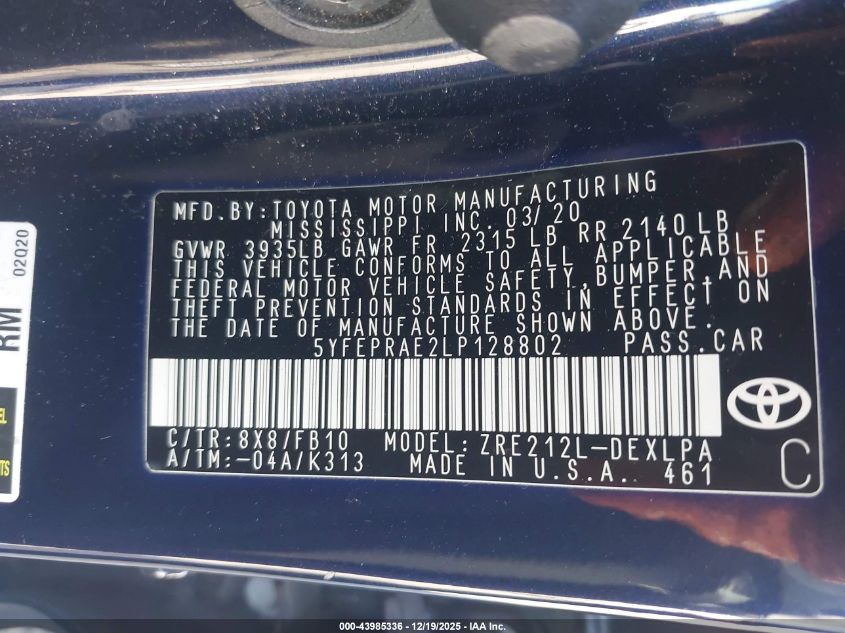 MFD.BY:TOYOTA MOTOR MANUFACTURING
MISSISSIPPI INC. 03/20
GVWR 3935LB GAWR FR 2315 LB RR 2140 LB
THIS VEHICLE CONFORMS TO ALL APPLICABLE
FEDERAL MOTOR VEHICLE SAFETY,BUMPER,AND
THEFT PREVENTION STANDARDS IN EFFECT ON
THE DATE OF MANUFACTURE SHOWN ABOVE.
5YFEPRAE2LP128802 PASS.CAR
C/TR:8X8/FB10 MODEL:ZRE212L-DEXLPA
A/TM:-04A/K313 MADE IN U.S.A. 461
C
02020
RM
000-43985336 - 12/19/2025 - IAA Inc.